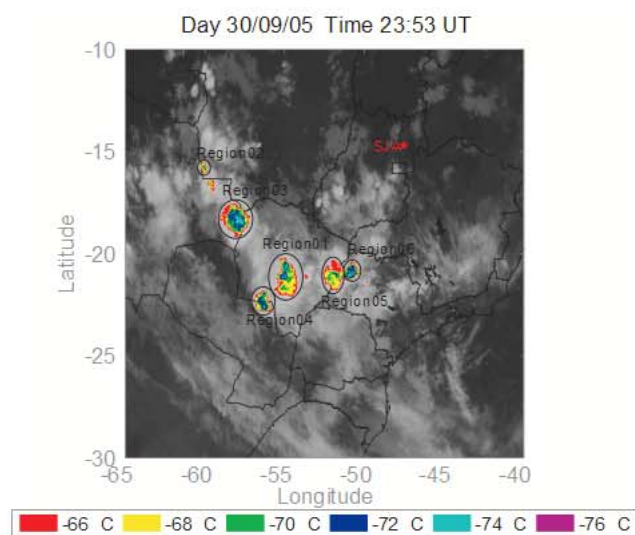 Day 30/09/05 Time 23:53 UT
-10
-15
-20
-25
-30
Latitude
Region02
Region03
Region01
Region06
Region05
Region04
-65 -60 -55 -50 -45 -40
Longitude
-66 C -68 C -70 C -72 C -74 C -76 C